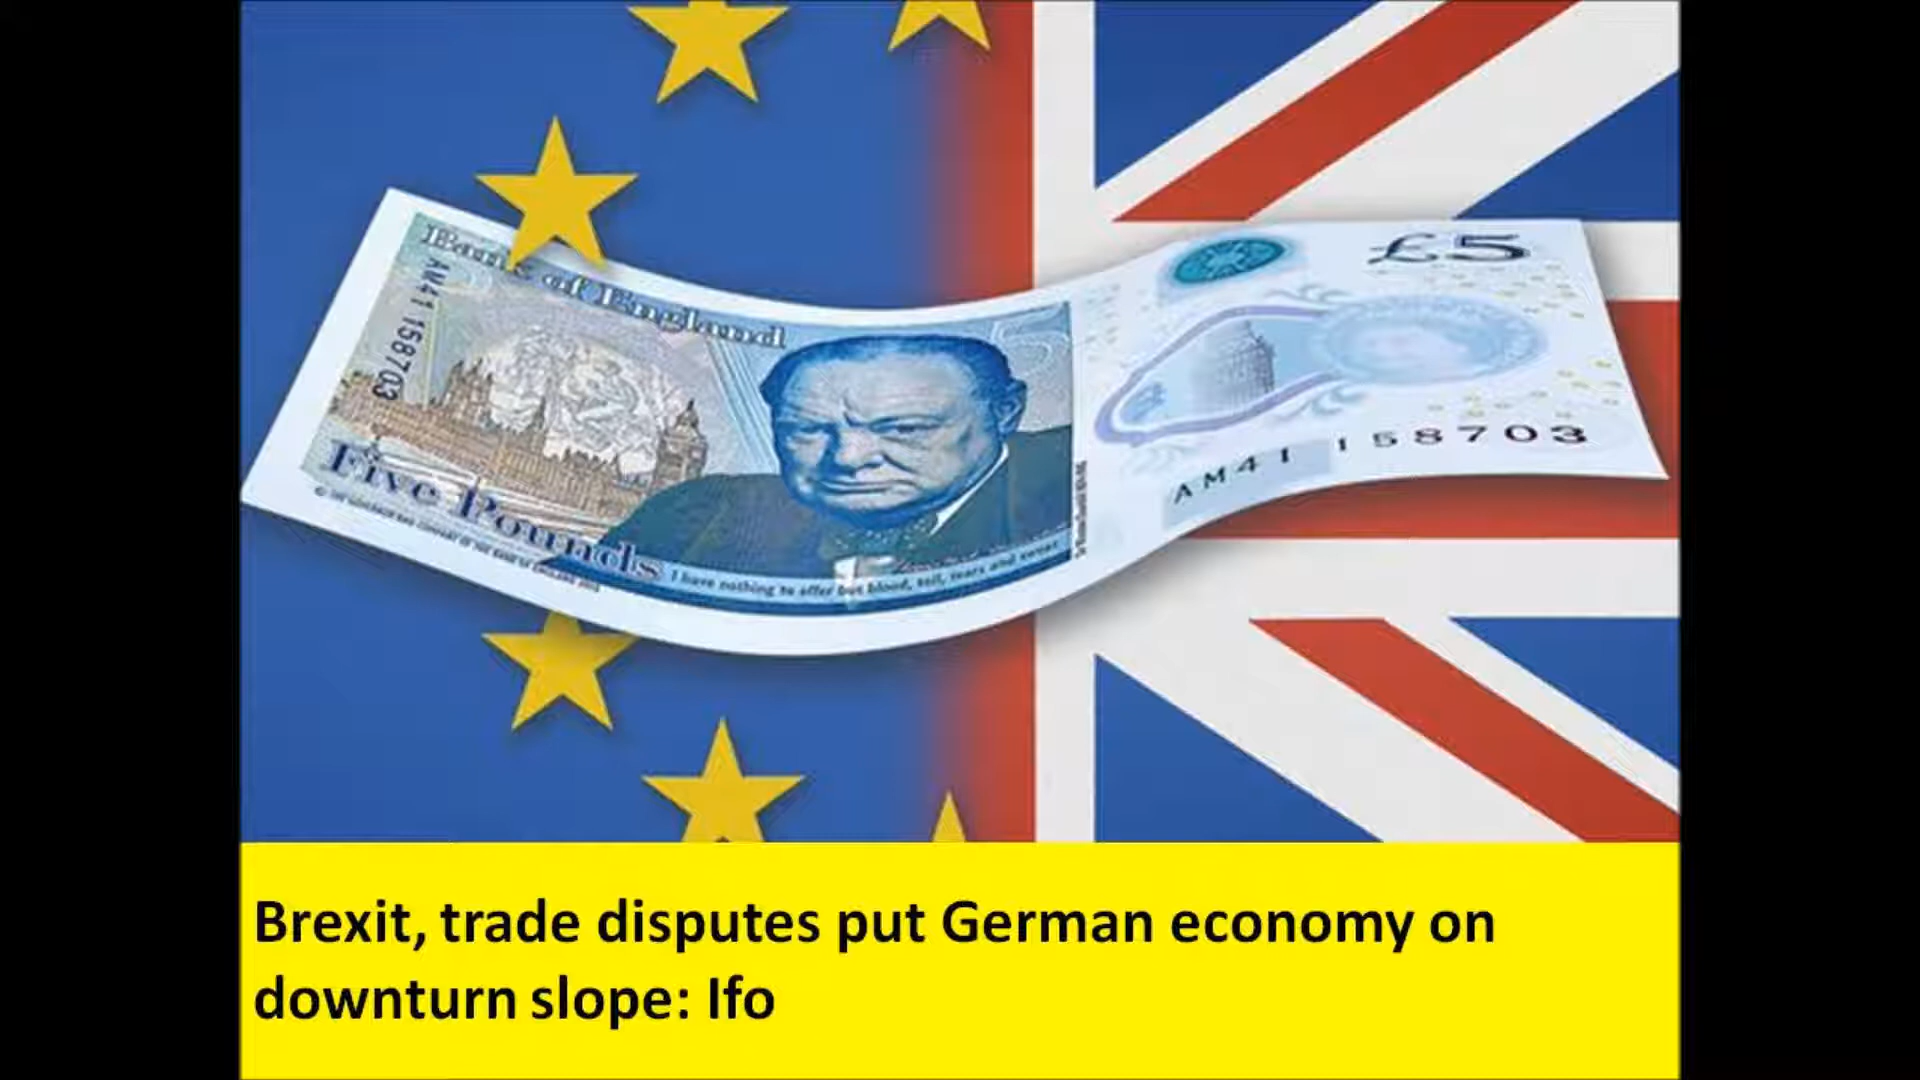 Bank of England
£5
AM41 158703
AM41 158703
Five Pounds
I have nothing to offer but blood, toil, tears and sweat
Brexit, trade disputes put German economy on
downturn slope: Ifo